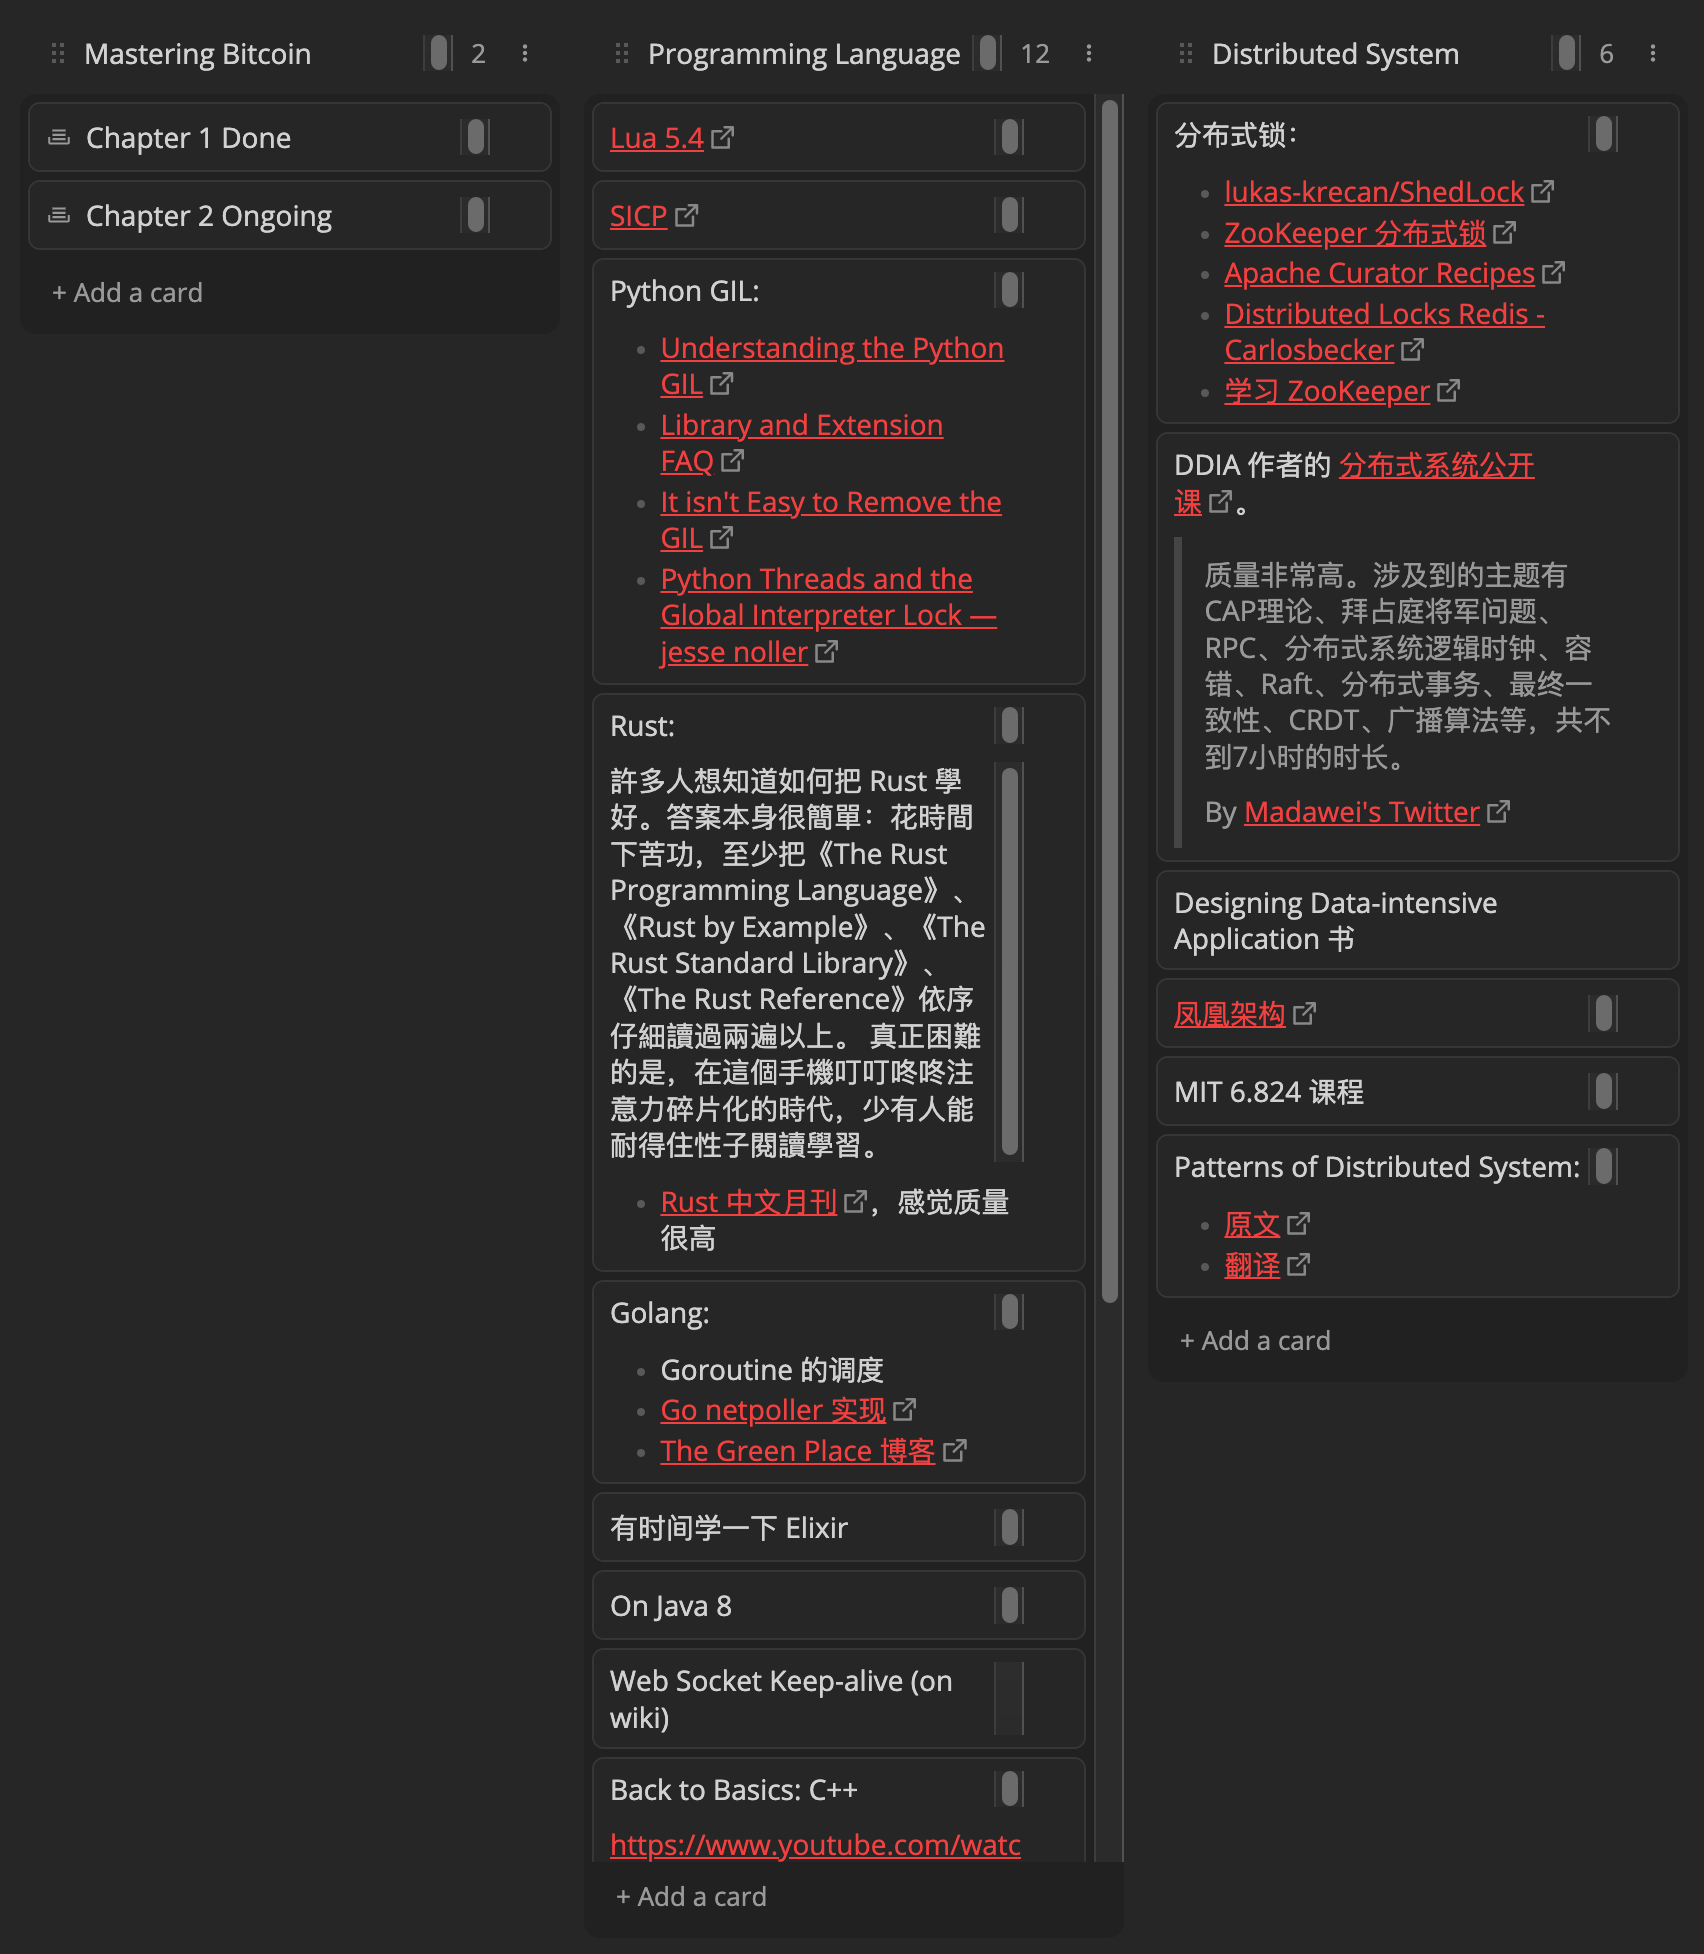 Mastering Bitcoin 2
Chapter 1 Done
Chapter 2 Ongoing
+ Add a card
Programming Language 12
Lua 5.4
SICP
Python GIL:
Understanding the Python
GIL
Library and Extension
FAQ
It isn't Easy to Remove the
GIL
Python Threads and the
Global Interpreter Lock —
jesse noller
Rust:
許多人想知道如何把 Rust 學
好。答案本身很簡單：花時間
下苦功，至少把《The Rust
Programming Language》、
《Rust by Example》、《The
Rust Standard Library》、
《The Rust Reference》依序
仔細讀過兩遍以上。 真正困難
的是，在這個手機叮叮咚咚注
意力碎片化的時代，少有人能
耐得住性子閱讀學習。
Rust 中文月刊，感觉质量
很高
Golang:
Goroutine 的调度
Go netpoller 实现
The Green Place 博客
有时间学一下 Elixir
On Java 8
Web Socket Keep-alive (on
wiki)
Back to Basics: C++
https://www.youtube.com/watc
+ Add a card
Distributed System 6
分布式锁：
lukas-krecan/ShedLock
ZooKeeper 分布式锁
Apache Curator Recipes
Distributed Locks Redis -
Carlosbecker
学习 ZooKeeper
DDIA 作者的 分布式系统公开
课。
质量非常高。涉及到的主题有
CAP理论、拜占庭将军问题、
RPC、分布式系统逻辑时钟、容
错、Raft、分布式事务、最终一
致性、CRDT、广播算法等，共不
到7小时的时长。
By Madawei's Twitter
Designing Data-intensive
Application 书
凤凰架构
MIT 6.824 课程
Patterns of Distributed System:
原文
翻译
+ Add a card